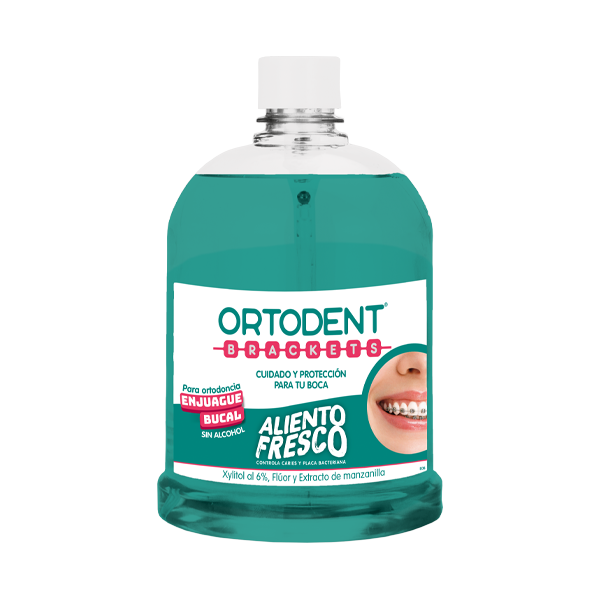 ORTODENT®
BRACKETS
CUIDADO Y PROTECCIÓN
PARA TU BOCA
Para ortodoncia
ENJUAGUE
BUCAL
SIN ALCOHOL
ALIENTO
FRESCO
CONTROLA CARIES Y PLACA BACTERIANA
Xylitol al 6%, Flúor y Extracto de manzanilla